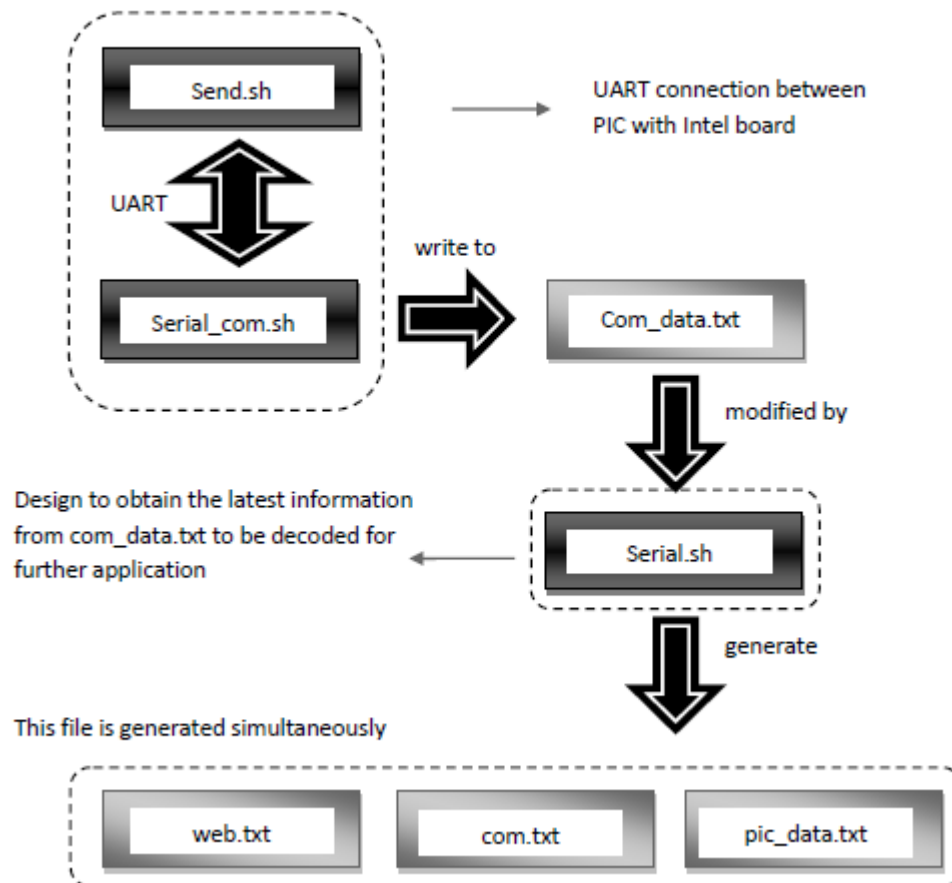 Send.sh
UART connection between
PIC with Intel board
UART
write to
Serial_com.sh
Com_data.txt
modified by
Design to obtain the latest information
from com_data.txt to be decoded for
further application
Serial.sh
generate
This file is generated simultaneously
web.txt
com.txt
pic_data.txt